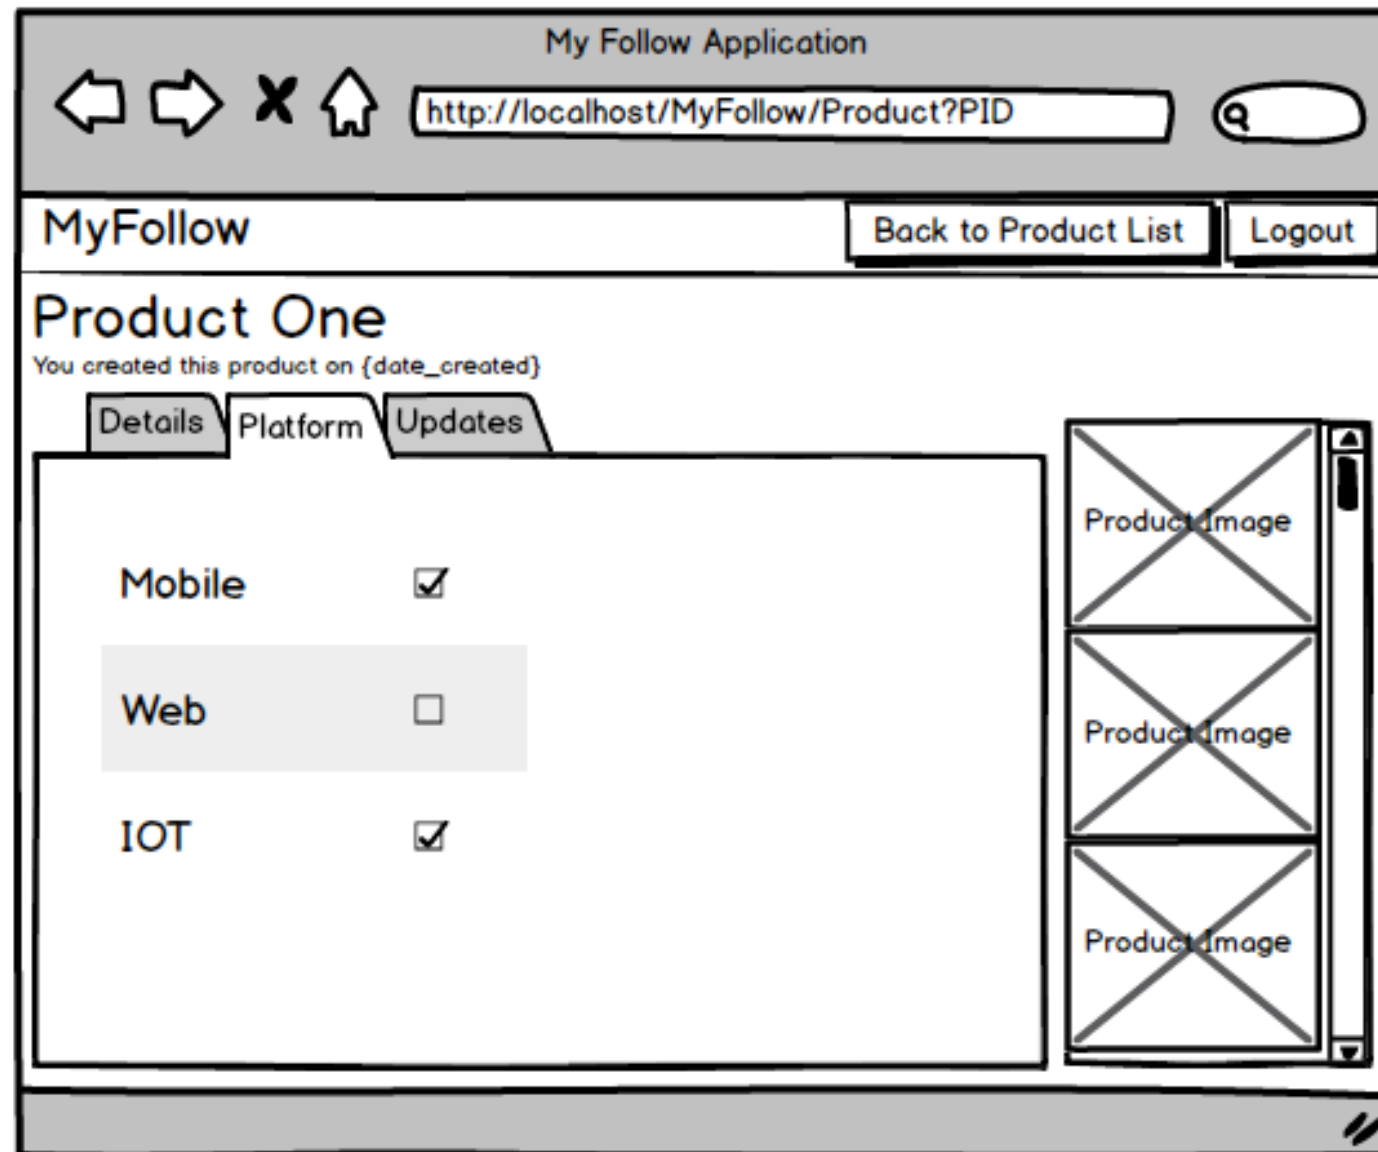 My Follow Application
http://localhost/MyFollow/Product?PID
MyFollow
Back to Product List
Logout
Product One
You created this product on {date_created}
Details
Platform
Updates
Mobile
Web
IOT
Product Image
Product Image
Product Image